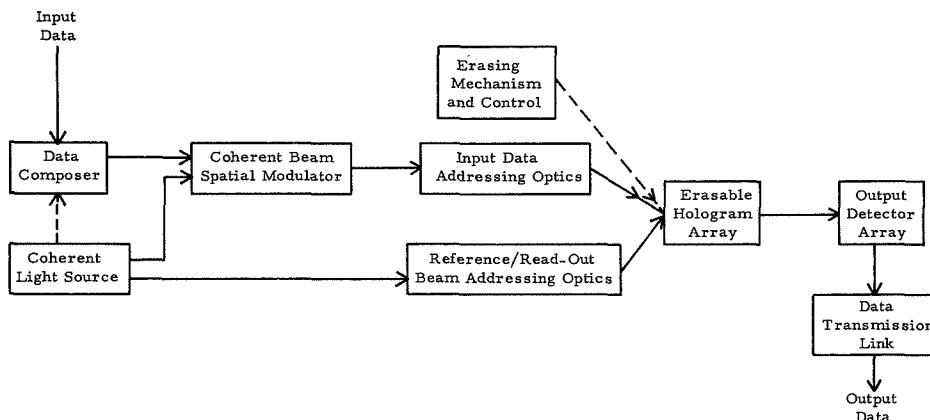 Input
Data
Erasing
Mechanism
and Control
Data
Composer
Coherent Beam
Spatial Modulator
Input Data
Addressing Optics
Erasable
Hologram
Array
Output
Detector
Array
Coherent
Light Source
Reference/Read-Out
Beam Addressing Optics
Data
Transmission
Link
Output
Data